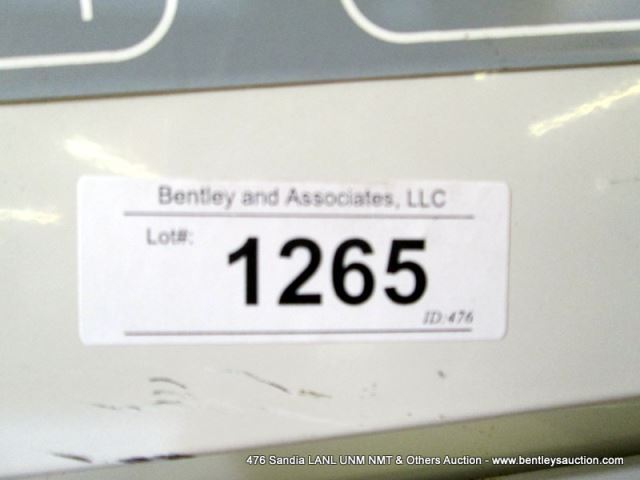 Bentley and Associates, LLC
Lot#:
1265
ID:476
476 Sandia LANL UNM NMT & Others Auction - www.bentleysauction.com